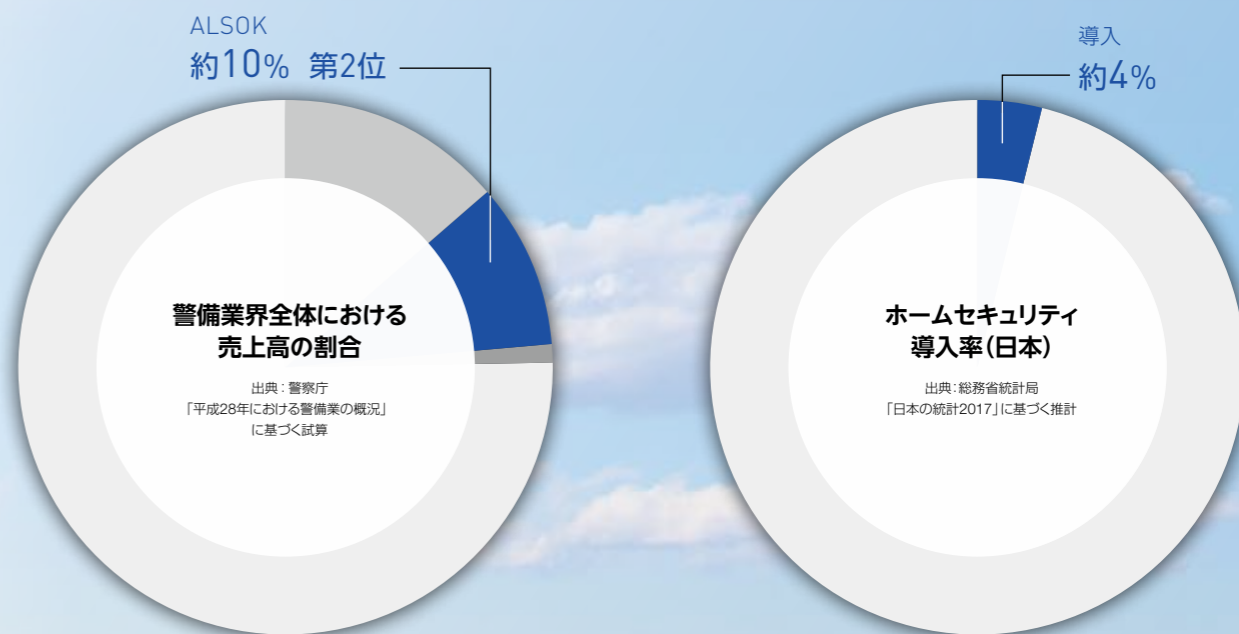 ALSOK
約10% 第2位
警備業界全体における
売上高の割合
出典：警察庁
「平成28年における警備業の概況」
に基づく試算
導入
約4%
ホームセキュリティ
導入率（日本）
出典：総務省統計局
「日本の統計2017」に基づく推計